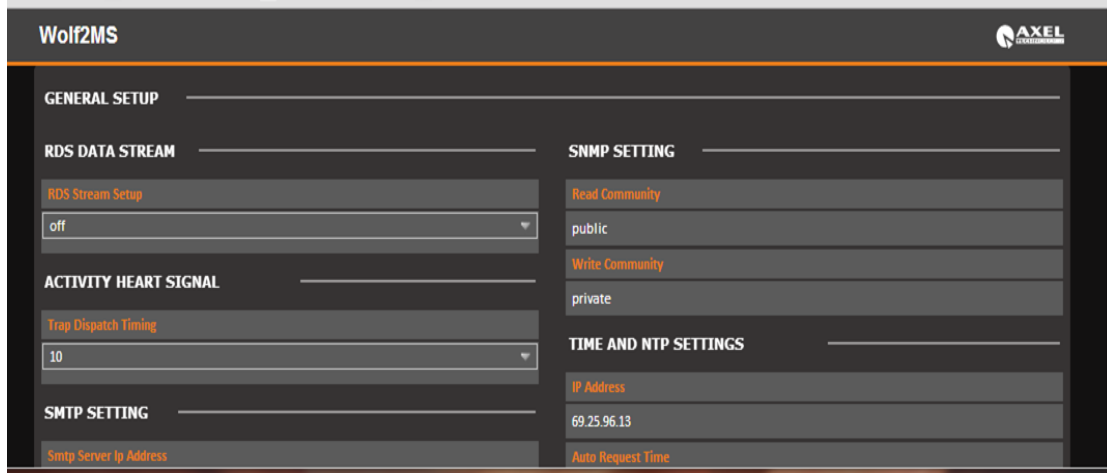 Wolf2MS
AXEL
GENERAL SETUP
RDS DATA STREAM
RDS Stream Setup
off
ACTIVITY HEART SIGNAL
Trap Dispatch Timing
10
SMTP SETTING
Smtp Server Ip Address
SNMP SETTING
Read Community
public
Write Community
private
TIME AND NTP SETTINGS
IP Address
69.25.96.13
Auto Request Time